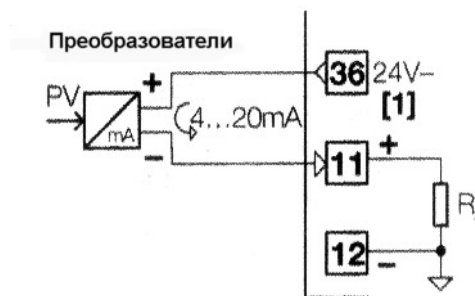 Преобразователи
PV
mA
+
−
4...20mA
36 24V–
[1]
11 +
R
12 −